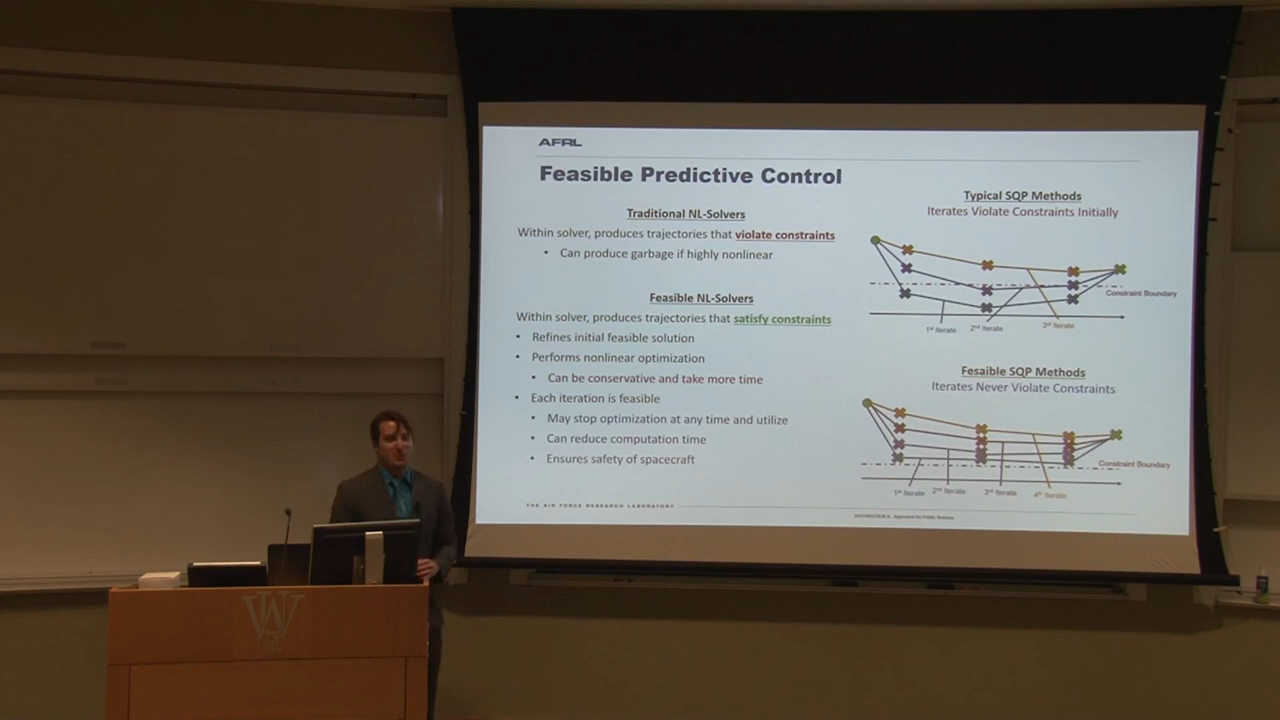 AFRL
Feasible Predictive Control
Traditional NL-Solvers
Within solver, produces trajectories that violate constraints
• Can produce garbage if highly nonlinear
Feasible NL-Solvers
Within solver, produces trajectories that satisfy constraints
• Refines initial feasible solution
• Performs nonlinear optimization
• Can be conservative and take more time
• Each iteration is feasible
• May stop optimization at any time and utilize
• Can reduce computation time
• Ensures safety of spacecraft
Typical SQP Methods
Iterates Violate Constraints Initially
Constraint Boundary
1st Iterate
2nd Iterate
3rd Iterate
Fesaible SQP Methods
Iterates Never Violate Constraints
Constraint Boundary
1st Iterate
2nd Iterate
3rd Iterate
4th Iterate
THE AIR FORCE RESEARCH LABORATORY
DISTRIBUTION A. Approved for Public Release
W